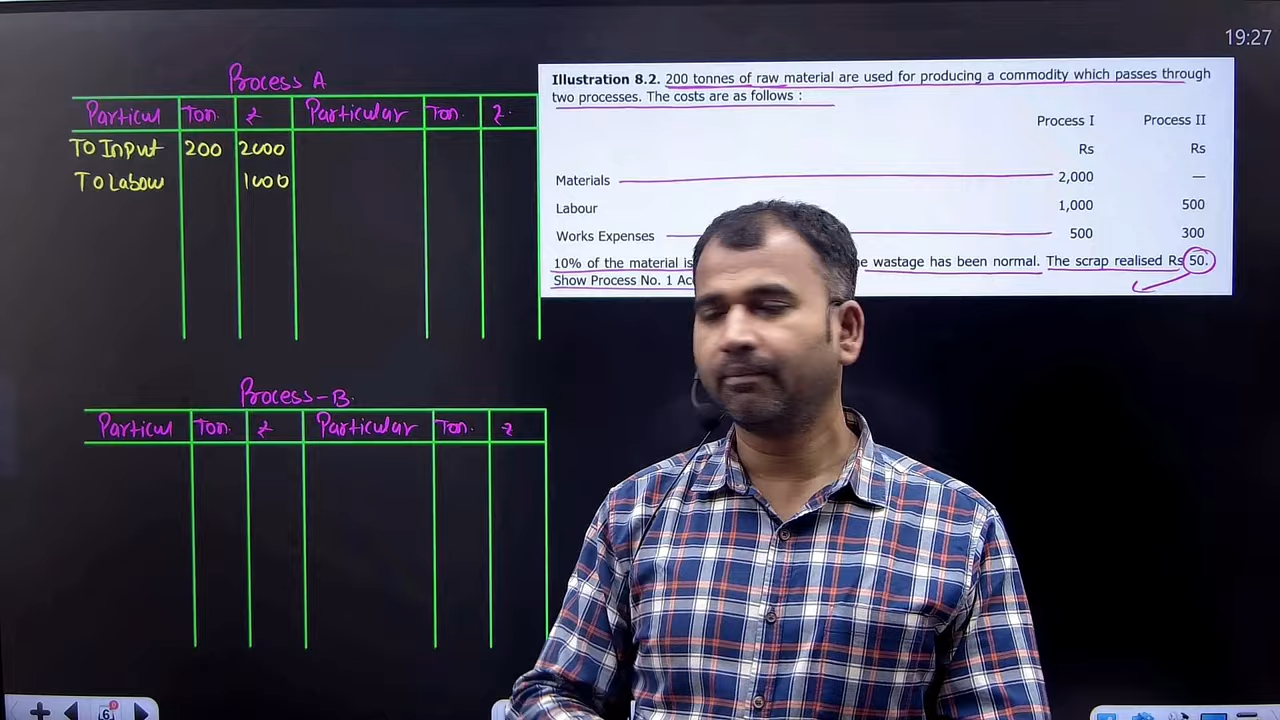 19:27
Process A
Particul Ton. ₹ Particular Ton. ₹
To Input 200 2000
To Labour 1000
Illustration 8.2. 200 tonnes of raw material are used for producing a commodity which passes through
two processes. The costs are as follows :
Process I Process II
Rs Rs
Materials 2,000 —
Labour 1,000 500
Works Expenses 500 300
10% of the material is e wastage has been normal. The scrap realised Rs 50.
Show Process No. 1 Ac
Process-B.
Particul Ton. ₹ Particular Ton. ₹
6